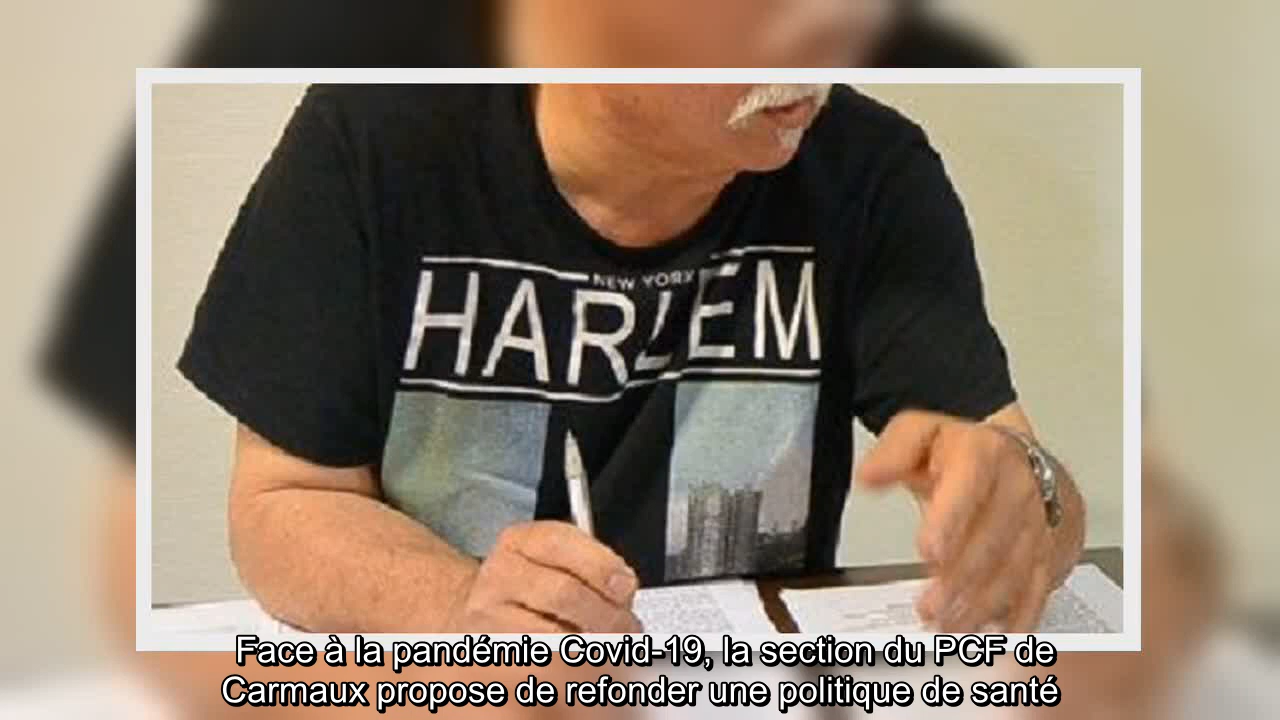 NEW YORK
HARLEM
Face à la pandémie Covid-19, la section du PCF de
Carmaux propose de refonder une politique de santé